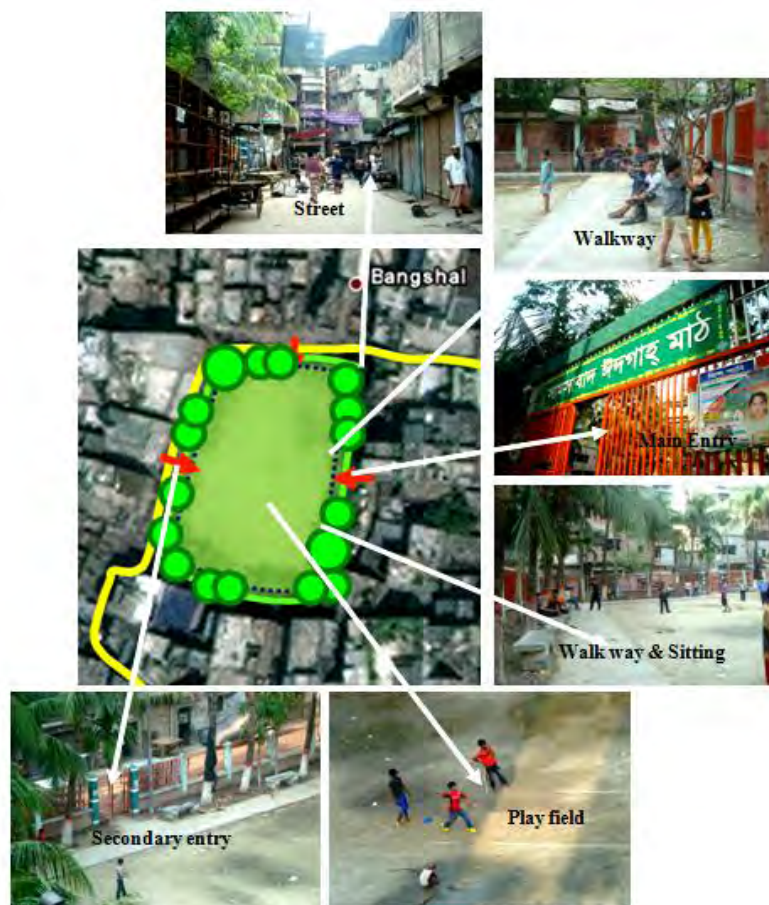 Street
Walkway
Bangshal
ঈদগাহ্ মাঠ
Main Entry
Walk way & Sitting
Secondary entry
Play field